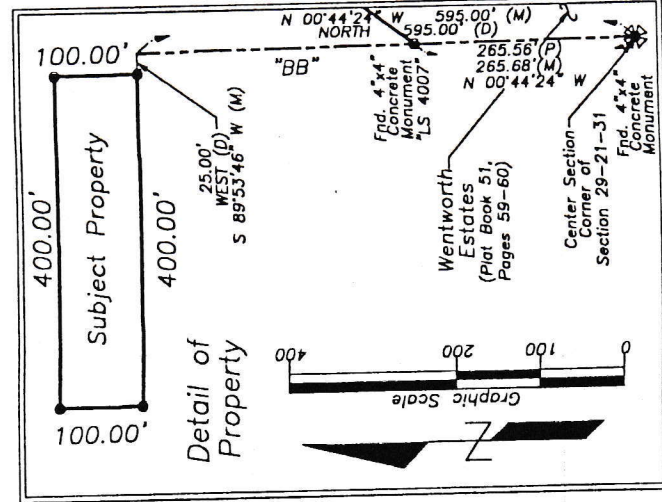 N 00°44'24" W 595.00' (M)
NORTH 595.00' (D)
"BB"
265.56' (P)
265.68' (M)
N 00°44'24" W
100.00'
400.00'
Subject Property
400.00'
100.00'
25.00'
WEST (D)
S 89°53'46" W (M)
Fnd. 4"x4"
Concrete
Monument
"LS 4007"
Wentworth
Estates
(Plat Book 51,
Pages 59-60)
Center Section
Corner of
Section 29-21-31
Fnd. 4"x4"
Concrete
Monument
Detail of
Property
400
200
100
0
Graphic Scale
N